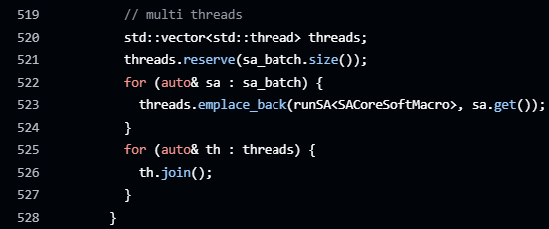 519 // multi threads
520 std::vector<std::thread> threads;
521 threads.reserve(sa_batch.size());
522 for (auto& sa : sa_batch) {
523 threads.emplace_back(runSA<SACoreSoftMacro>, sa.get());
524 }
525 for (auto& th : threads) {
526 th.join();
527 }
528 }